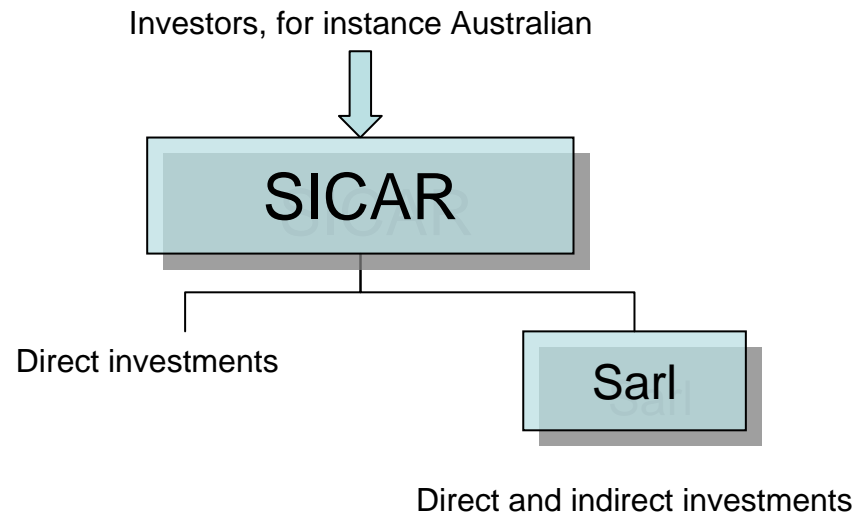 Investors, for instance Australian
SICAR
Direct investments
Sarl
Direct and indirect investments